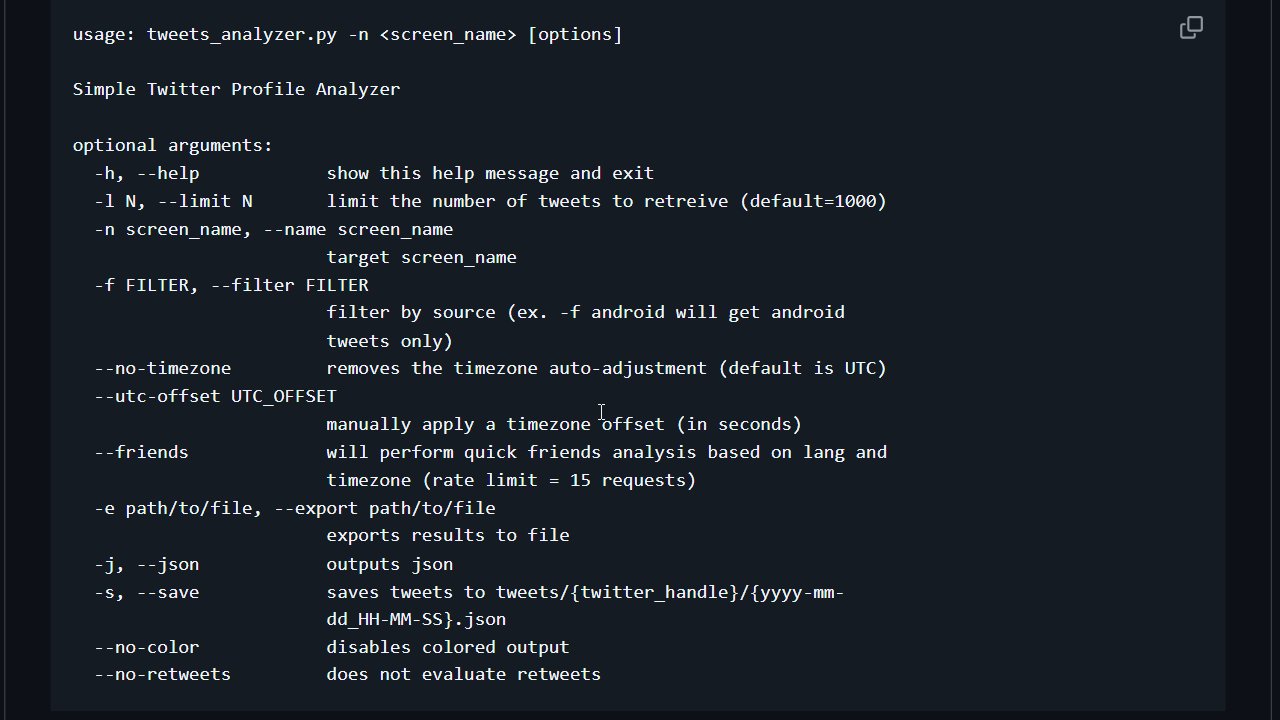 usage: tweets_analyzer.py -n <screen_name> [options]
Simple Twitter Profile Analyzer
optional arguments:
-h, --help show this help message and exit
-l N, --limit N limit the number of tweets to retreive (default=1000)
-n screen_name, --name screen_name
target screen_name
-f FILTER, --filter FILTER
filter by source (ex. -f android will get android
tweets only)
--no-timezone removes the timezone auto-adjustment (default is UTC)
--utc-offset UTC_OFFSET
manually apply a timezone offset (in seconds)
--friends will perform quick friends analysis based on lang and
timezone (rate limit = 15 requests)
-e path/to/file, --export path/to/file
exports results to file
-j, --json outputs json
-s, --save saves tweets to tweets/{twitter_handle}/{yyyy-mm-
dd_HH-MM-SS}.json
--no-color disables colored output
--no-retweets does not evaluate retweets